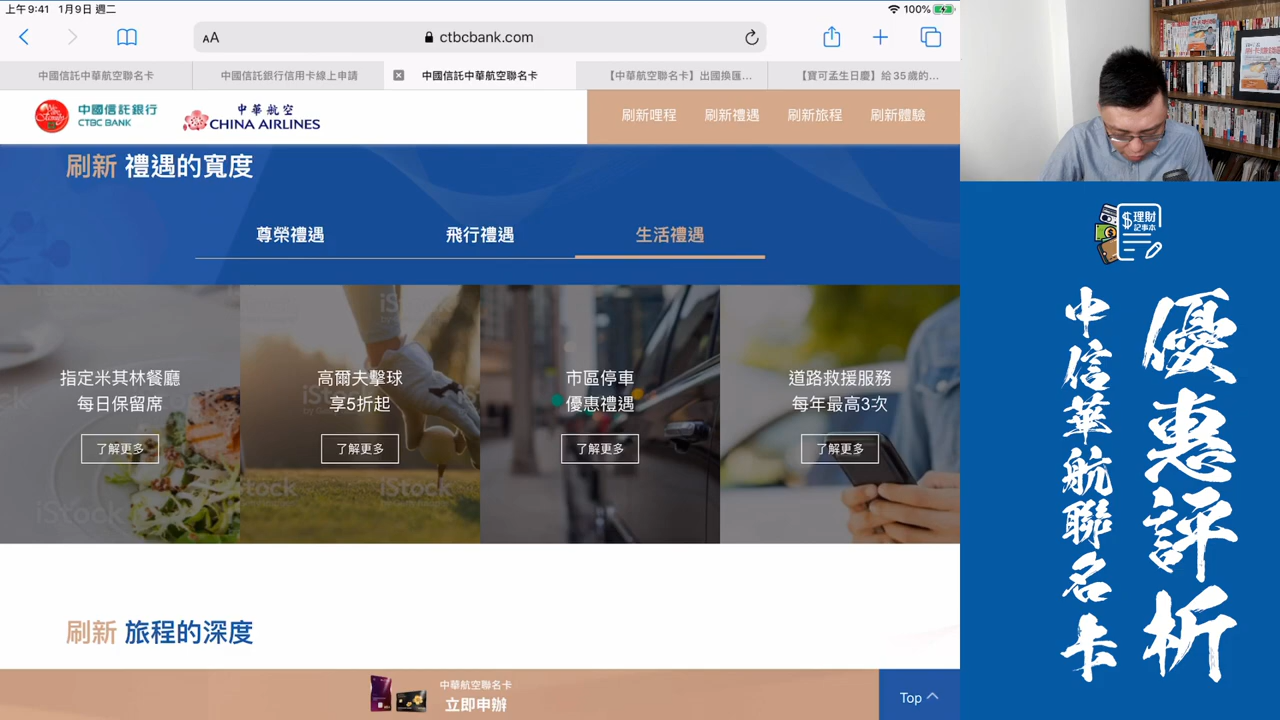 上午9:41 1月9日 週二
100%
AA
ctbcbank.com
中國信託中華航空聯名卡
中國信託銀行信用卡線上申請
中國信託中華航空聯名卡
【中華航空聯名卡】出國換匯...
【寶可孟生日慶】給35歲的...
中國信託銀行
CTBC BANK
中華航空
CHINA AIRLINES
刷新哩程
刷新禮遇
刷新旅程
刷新體驗
刷新 禮遇的寬度
尊榮禮遇
飛行禮遇
生活禮遇
指定米其林餐廳
每日保留席
了解更多
高爾夫擊球
享5折起
了解更多
市區停車
優惠禮遇
了解更多
道路救援服務
每年最高3次
了解更多
iStock
iStock
iStock
刷新 旅程的深度
中華航空聯名卡
立即申辦
Top
理財
記事本
優惠評析
中信華航聯名卡